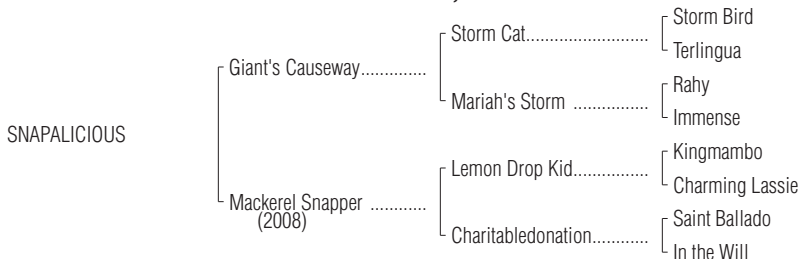 Storm Bird
Storm Cat..........................
Terlingua
Giant's Causeway..............
Rahy
Mariah's Storm ................
Immense
SNAPALICIOUS
Kingmambo
Lemon Drop Kid................
Charming Lassie
Mackerel Snapper ............
(2008)
Saint Ballado
Charitabledonation............
In the Will